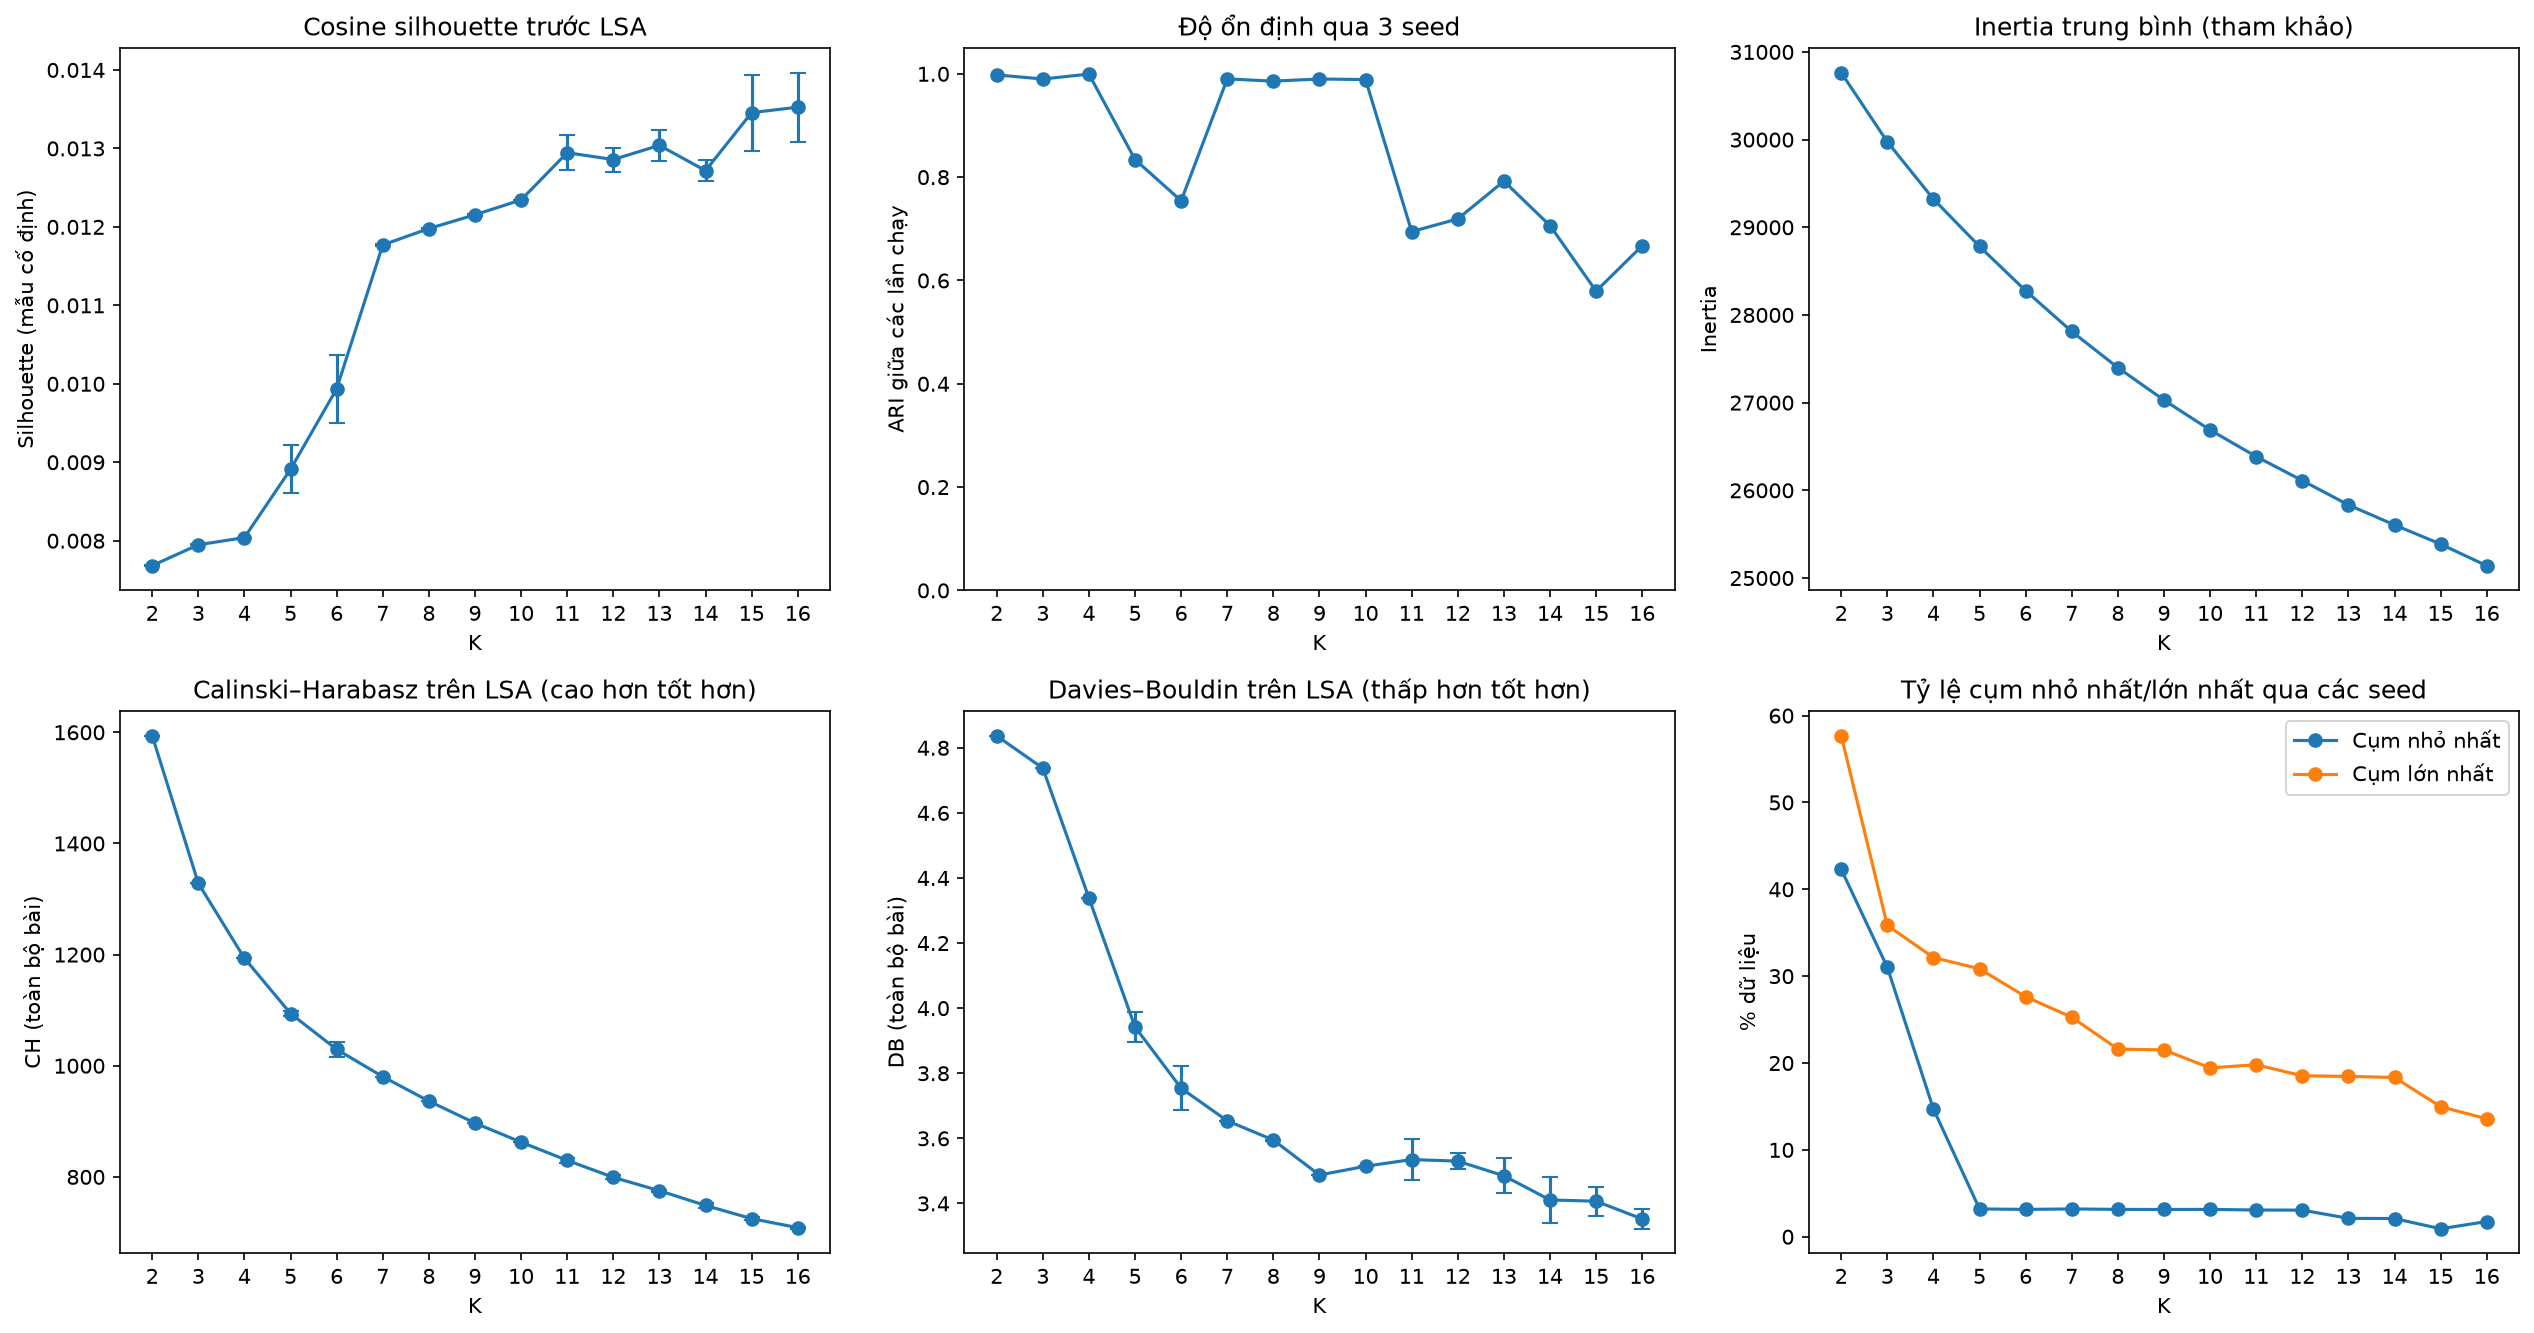 Cosine silhouette trước LSA
Silhouette (mẫu cố định)
0.014
0.013
0.012
0.011
0.010
0.009
0.008
2 3 4 5 6 7 8 9 10 11 12 13 14 15 16
K
Độ ổn định qua 3 seed
ARI giữa các lần chạy
1.0
0.8
0.6
0.4
0.2
0.0
2 3 4 5 6 7 8 9 10 11 12 13 14 15 16
K
Inertia trung bình (tham khảo)
Inertia
31000
30000
29000
28000
27000
26000
25000
2 3 4 5 6 7 8 9 10 11 12 13 14 15 16
K
Calinski–Harabasz trên LSA (cao hơn tốt hơn)
CH (toàn bộ bài)
1600
1400
1200
1000
800
2 3 4 5 6 7 8 9 10 11 12 13 14 15 16
K
Davies–Bouldin trên LSA (thấp hơn tốt hơn)
DB (toàn bộ bài)
4.8
4.6
4.4
4.2
4.0
3.8
3.6
3.4
2 3 4 5 6 7 8 9 10 11 12 13 14 15 16
K
Tỷ lệ cụm nhỏ nhất/lớn nhất qua các seed
% dữ liệu
60
50
40
30
20
10
0
Cụm nhỏ nhất
Cụm lớn nhất
2 3 4 5 6 7 8 9 10 11 12 13 14 15 16
K